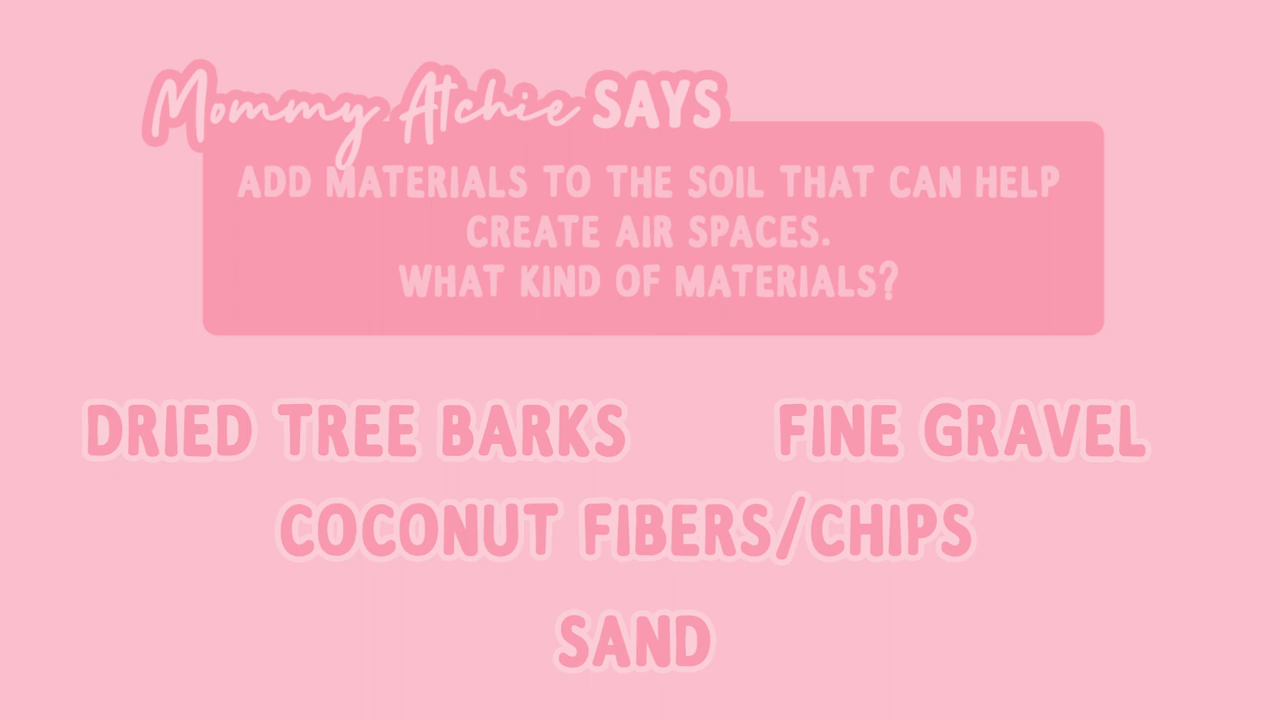 Mommy Atchie SAYS
ADD MATERIALS TO THE SOIL THAT CAN HELP
CREATE AIR SPACES.
WHAT KIND OF MATERIALS?
DRIED TREE BARKS FINE GRAVEL
COCONUT FIBERS/CHIPS
SAND